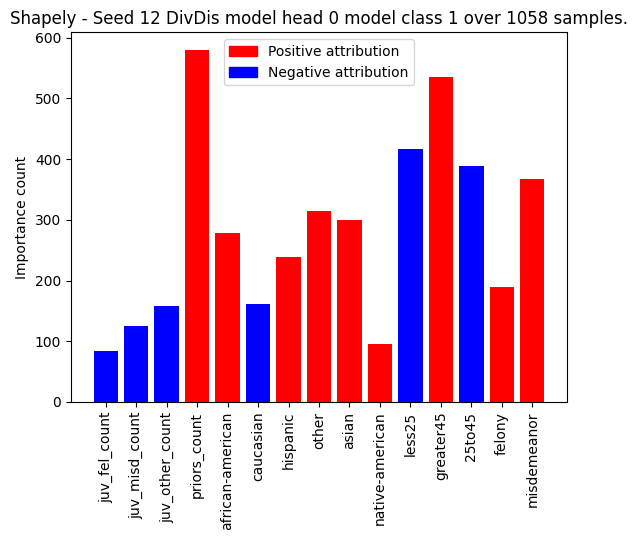 Shapely - Seed 12 DivDis model head 0 model class 1 over 1058 samples.
Positive attribution
Negative attribution
Importance count
600
500
400
300
200
100
0
juv_fel_count
juv_misd_count
juv_other_count
priors_count
african-american
caucasian
hispanic
other
asian
native-american
less25
greater45
25to45
felony
misdemeanor